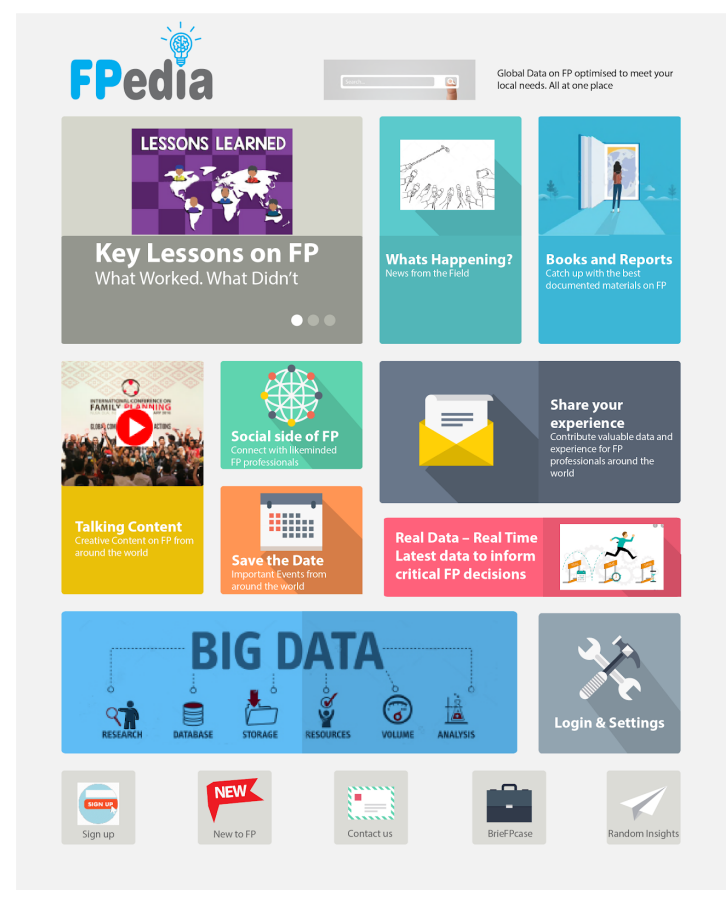 FPedia
Search...
Global Data on FP optimised to meet your
local needs. All at one place
LESSONS LEARNED
Key Lessons on FP
What Worked. What Didn't
Whats Happening?
News from the Field
Books and Reports
Catch up with the best
documented materials on FP
INTERNATIONAL CONFERENCE ON
FAMILY PLANNING
GLOBAL
ACTIONS
Talking Content
Creative Content on FP from
around the world
Social side of FP
Connect with likeminded
FP professionals
Save the Date
Important Events from
around the world
Share your
experience
Contribute valuable data and
experience for FP
professionals around the
world
Real Data – Real Time
Latest data to inform
critical FP decisions
BIG DATA
RESEARCH
DATABASE
STORAGE
RESOURCES
VOLUME
ANALYSIS
Login & Settings
SIGN UP
Sign up
NEW
New to FP
Contact us
BrieFPcase
Random Insights